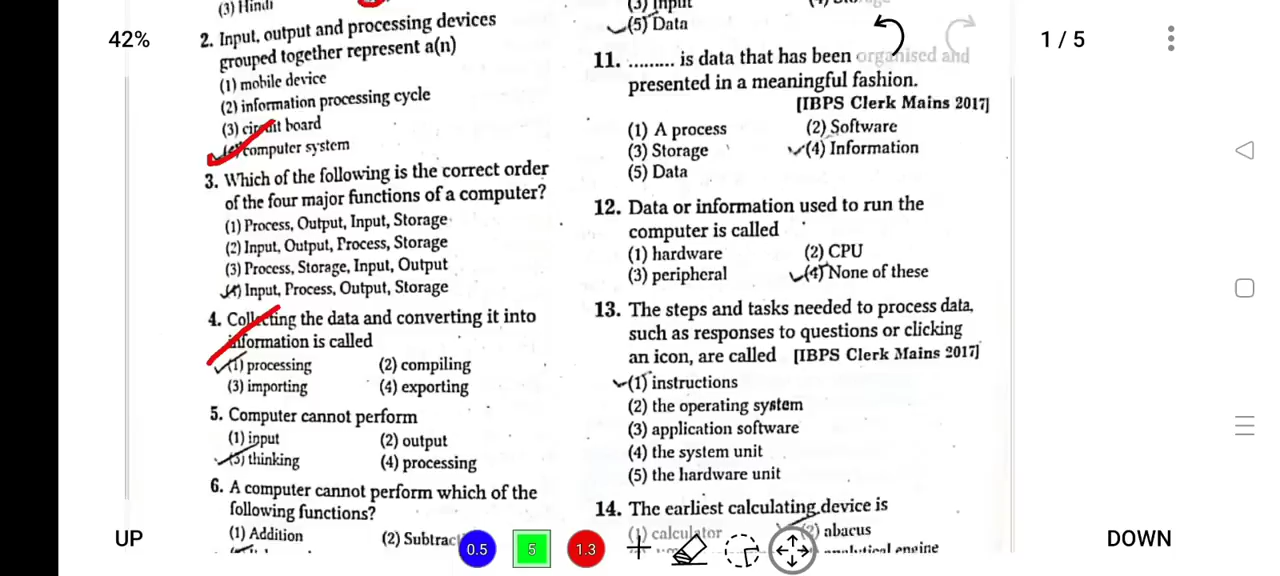 42%
(3) Hindi
2. Input, output and processing devices
grouped together represent a(n)
(1) mobile device
(2) information processing cycle
(3) circuit board
computer system
3. Which of the following is the correct order
of the four major functions of a computer?
(1) Process, Output, Input, Storage
(2) Input, Output, Process, Storage
(3) Process, Storage, Input, Output
(4) Input, Process, Output, Storage
4. Collecting the data and converting it into
information is called
(1) processing
(2) compiling
(3) importing
(4) exporting
5. Computer cannot perform
(1) input
(2) output
(3) thinking
(4) processing
6. A computer cannot perform which of the
following functions?
(1) Addition
(2) Subtrac
UP
(3) Input
(5) Data
11. ......... is data that has been organised and
presented in a meaningful fashion.
[IBPS Clerk Mains 2017]
(1) A process
(2) Software
(3) Storage
(4) Information
(5) Data
12. Data or information used to run the
computer is called
(1) hardware
(2) CPU
(3) peripheral
(4) None of these
13. The steps and tasks needed to process data,
such as responses to questions or clicking
an icon, are called [IBPS Clerk Mains 2017]
(1) instructions
(2) the operating system
(3) application software
(4) the system unit
(5) the hardware unit
14. The earliest calculating device is
(1) calculator
(2) abacus
analytical engine
0.5
5
1.3
1 / 5
DOWN